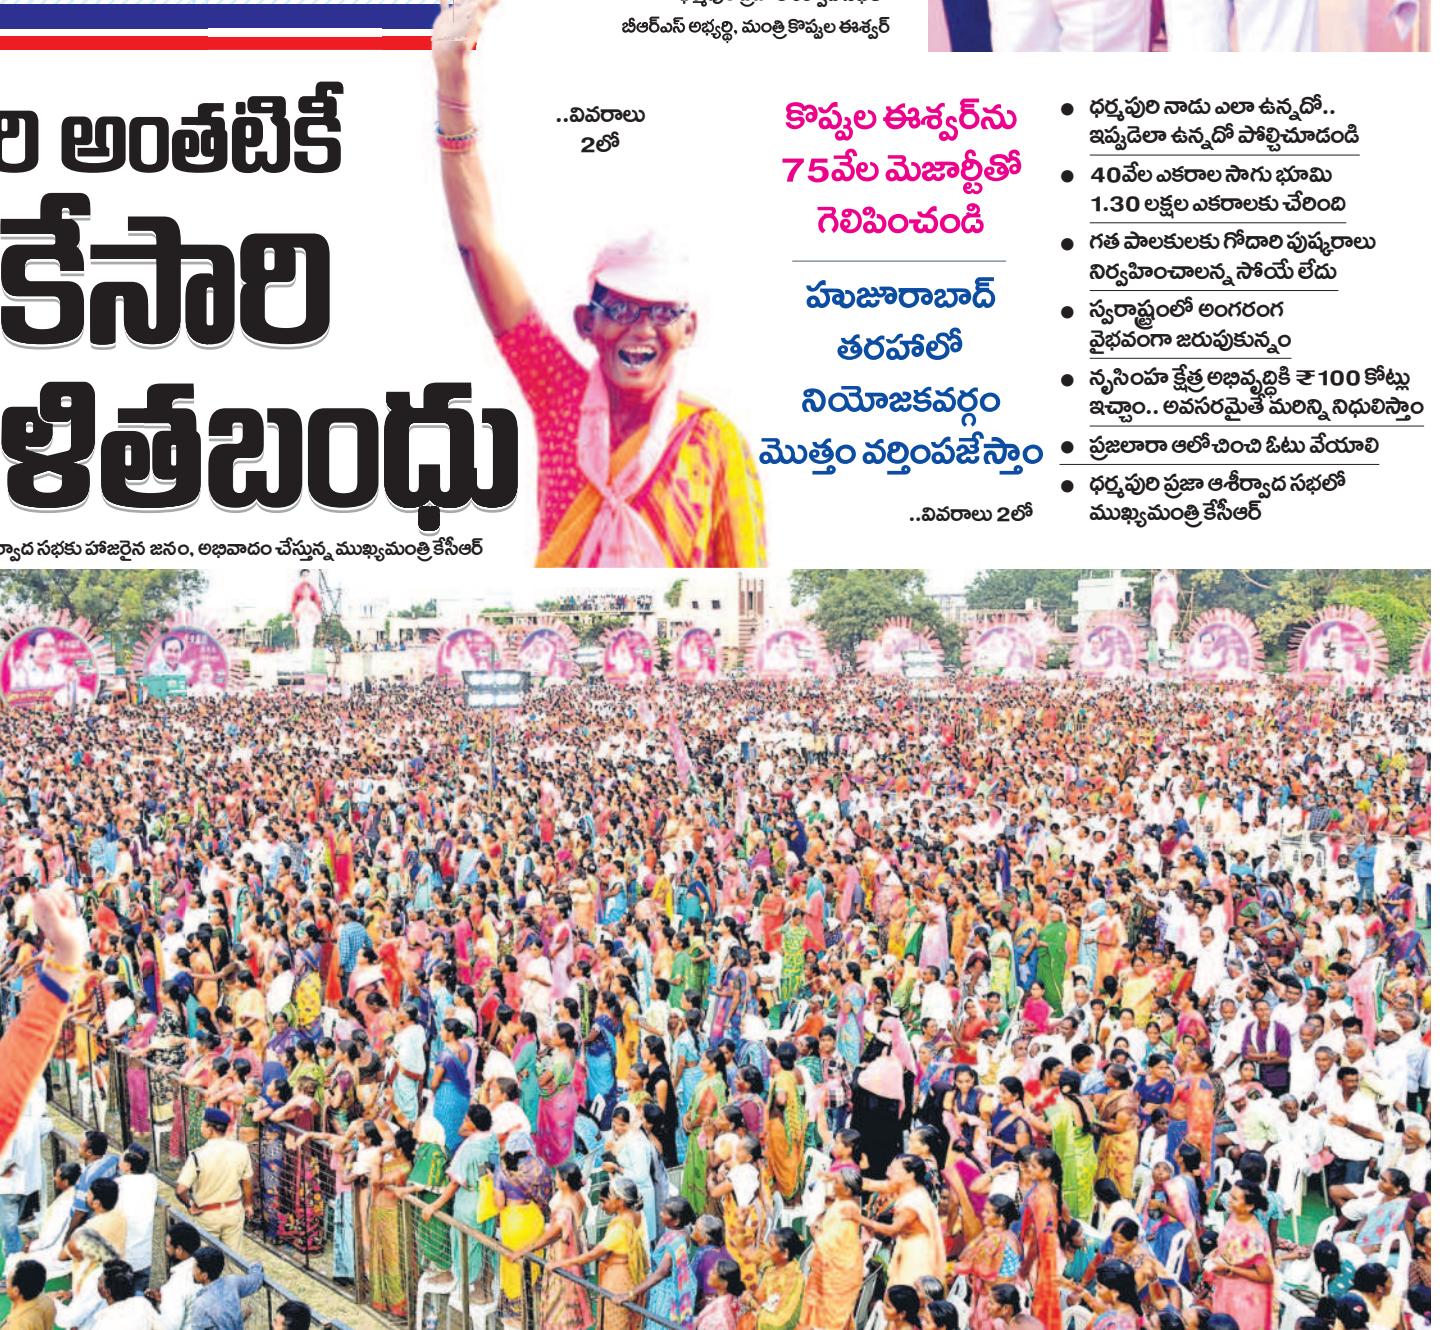 బీఆర్ఎస్ అభ్యర్థి, మంత్రి కొప్పుల ఈశ్వర్
రి అంతటికీ
కేసారి
ళితబంధు
..వివరాలు
2లో
కొప్పుల ఈశ్వర్‌ను
75వేల మెజార్టీతో
గెలిపించండి
హుజూరాబాద్
తరహాలో
నియోజకవర్గం
మొత్తం వర్తింపజేస్తాం
..వివరాలు 2లో
● ధర్మపురి నాడు ఎలా ఉన్నదో..
ఇప్పుడెలా ఉన్నదో పోల్చిచూడండి
● 40వేల ఎకరాల సాగు భూమి
1.30 లక్షల ఎకరాలకు చేరింది
● గత పాలకులకు గోదారి పుష్కరాలు
నిర్వహించాలన్న సోయే లేదు
● స్వరాష్ట్రంలో అంగరంగ
వైభవంగా జరుపుకున్నం
● నృసింహ క్షేత్ర అభివృద్ధికి ₹100 కోట్లు
ఇచ్చాం.. అవసరమైతే మరిన్ని నిధులిస్తాం
● ప్రజలారా ఆలోచించి ఓటు వేయాలి
● ధర్మపురి ప్రజా ఆశీర్వాద సభలో
ముఖ్యమంత్రి కేసీఆర్
ర్వాద సభకు హాజరైన జనం, అభివాదం చేస్తున్న ముఖ్యమంత్రి కేసీఆర్